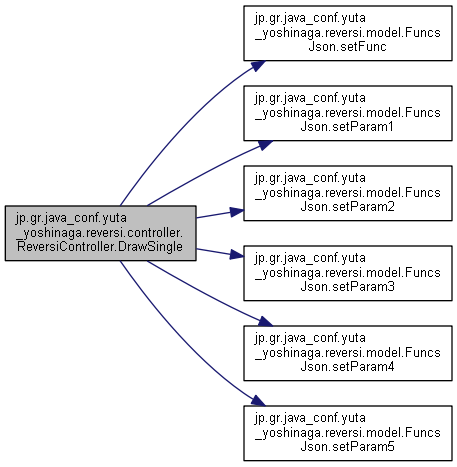 jp.gr.java_conf.yuta
_yoshinaga.reversi.model.Funcs
Json.setFunc
jp.gr.java_conf.yuta
_yoshinaga.reversi.model.Funcs
Json.setParam1
jp.gr.java_conf.yuta
_yoshinaga.reversi.model.Funcs
Json.setParam2
jp.gr.java_conf.yuta
_yoshinaga.reversi.controller.
ReversiController.DrawSingle
jp.gr.java_conf.yuta
_yoshinaga.reversi.model.Funcs
Json.setParam3
jp.gr.java_conf.yuta
_yoshinaga.reversi.model.Funcs
Json.setParam4
jp.gr.java_conf.yuta
_yoshinaga.reversi.model.Funcs
Json.setParam5